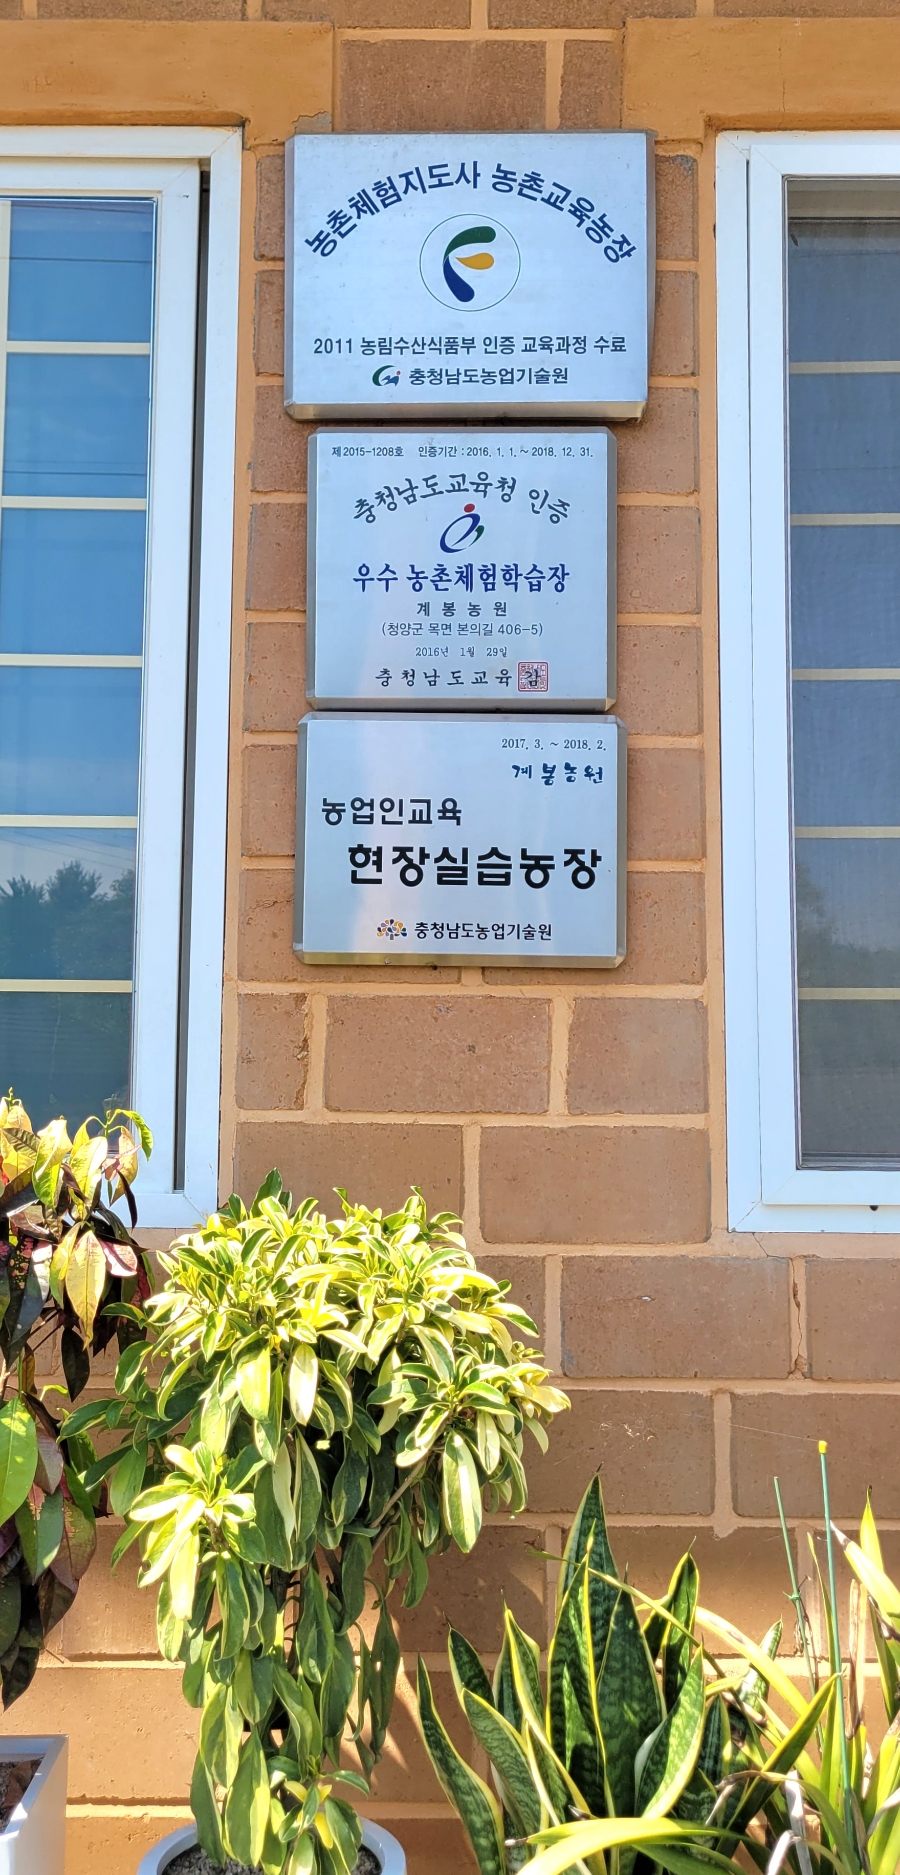 농촌체험지도사 농촌교육농장
2011 농림수산식품부 인증 교육과정 수료
충청남도농업기술원
제2015-1208호 인증기간 : 2016. 1. 1. ~ 2018. 12. 31.
충청남도교육청 인증
우수 농촌체험학습장
계봉농원
(청양군 목면 본의길 406-5)
2016년 1월 29일
충청남도교육감
2017. 3. ~ 2018. 2.
계봉농원
농업인교육
현장실습농장
충청남도농업기술원